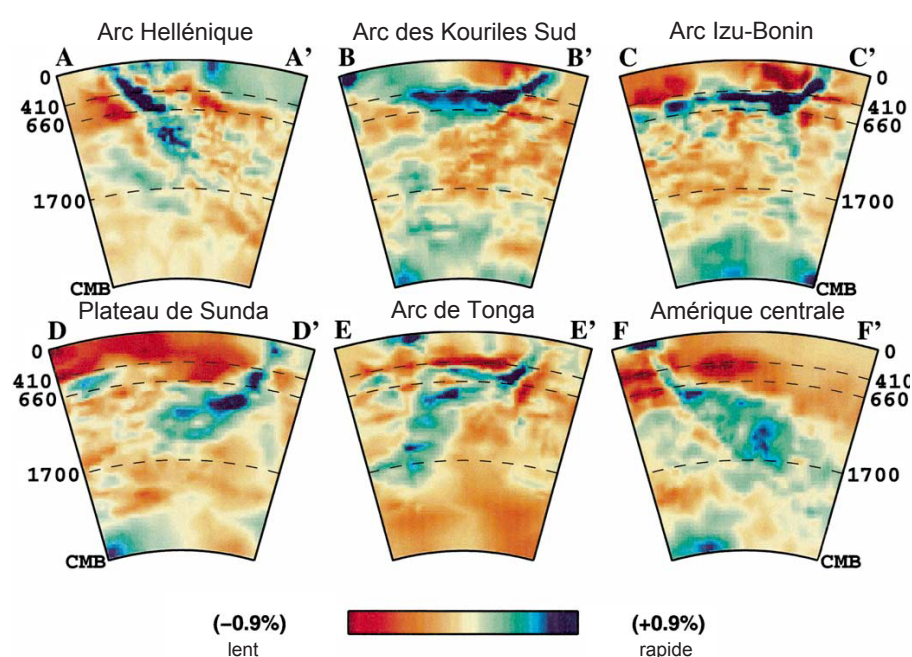 Arc Hellénique
Arc des Kouriles Sud
Arc Izu-Bonin
A A’ B B’ C C’
0
410
660
1700
CMB
0
410
660
1700
CMB
Plateau de Sunda
Arc de Tonga
Amérique centrale
D D’ E E’ F F’
0
410
660
1700
CMB
0
410
660
1700
CMB
(−0.9%)
lent
(+0.9%)
rapide